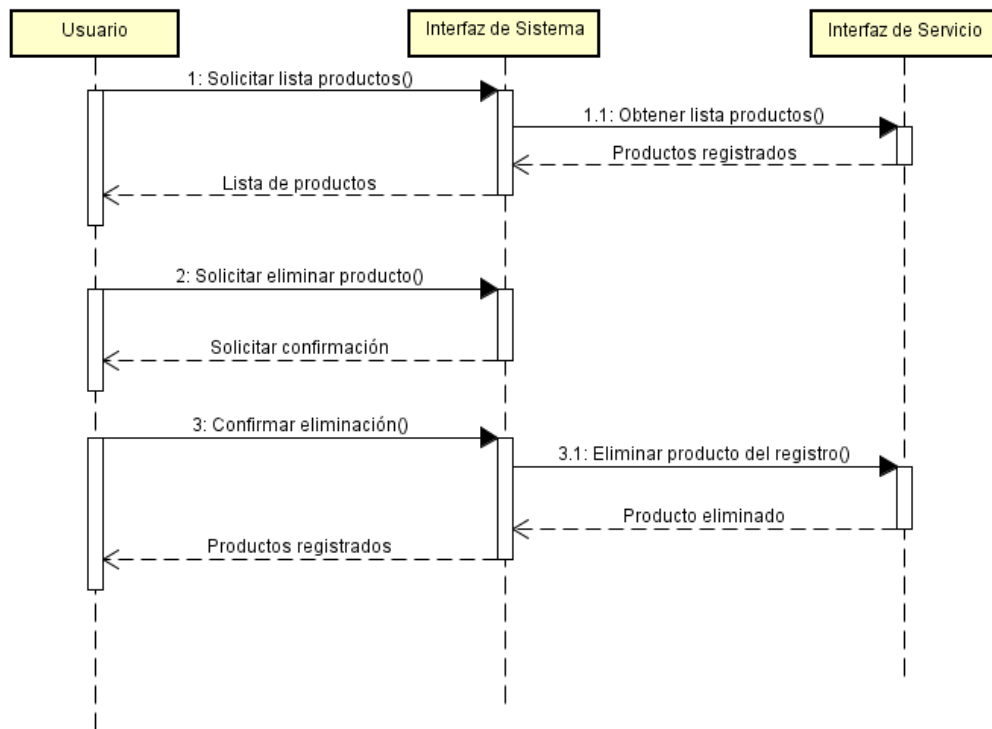 Usuario
Interfaz de Sistema
Interfaz de Servicio
1: Solicitar lista productos()
1.1: Obtener lista productos()
Productos registrados
Lista de productos
2: Solicitar eliminar producto()
Solicitar confirmación
3: Confirmar eliminación()
3.1: Eliminar producto del registro()
Producto eliminado
Productos registrados